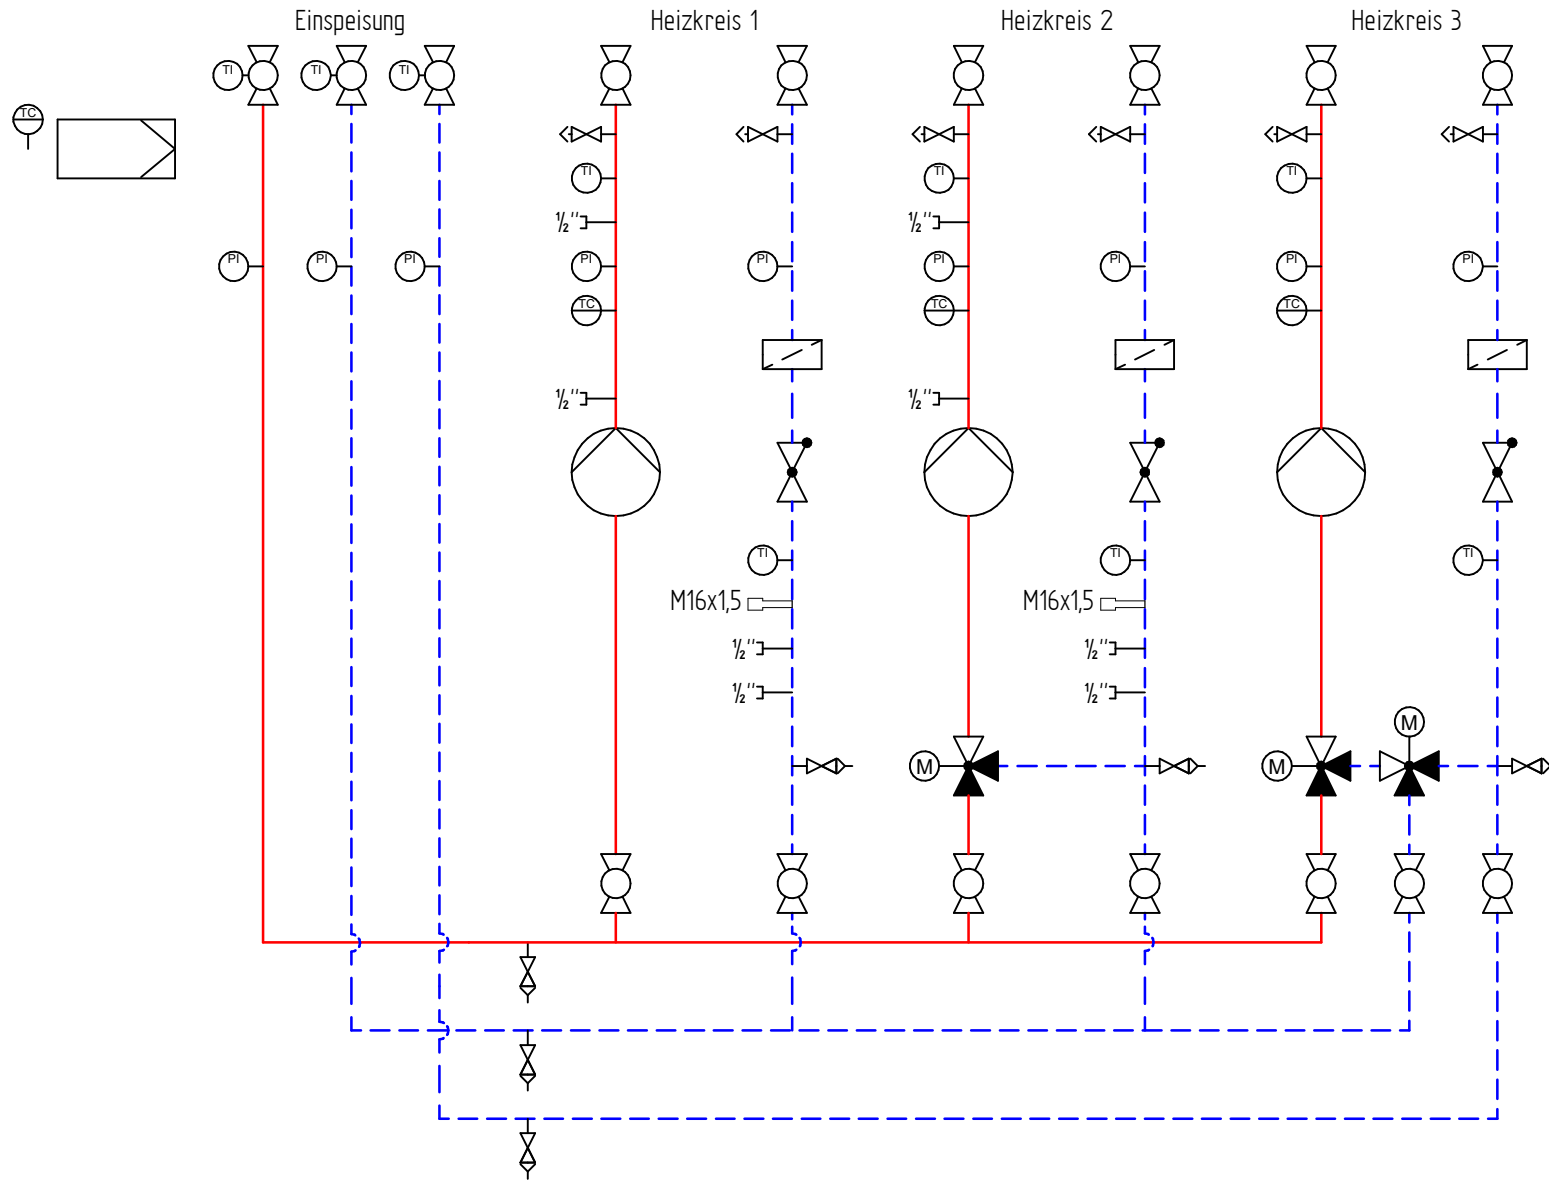 Einspeisung Heizkreis 1 Heizkreis 2 Heizkreis 3
TI TI TI
TC
TI TI TI
½" ½"
PI PI PI PI PI PI PI PI PI
TC TC TC
½" ½"
TI TI TI
M16x1,5 M16x1,5
½" ½"
½" ½"
M
M M